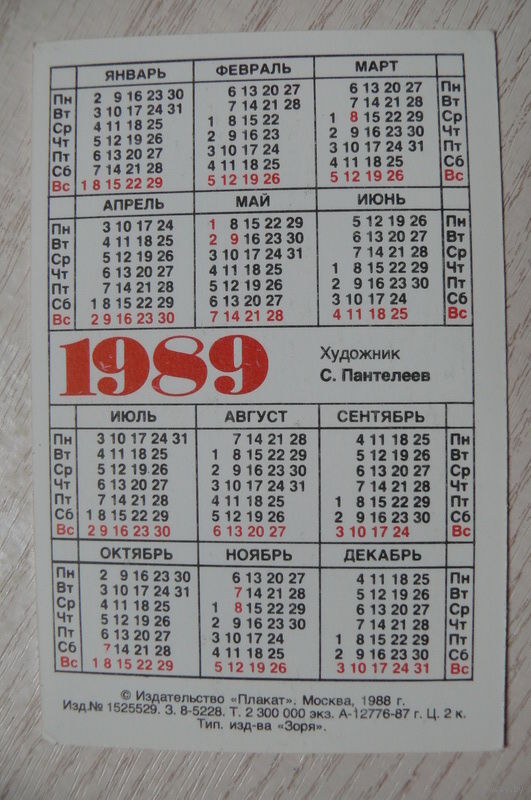 ЯНВАРЬ ФЕВРАЛЬ МАРТ
Пн 2 9 16 23 30 6 13 20 27 6 13 20 27 Пн
Вт 3 10 17 24 31 7 14 21 28 7 14 21 28 Вт
Ср 4 11 18 25 1 8 15 22 1 8 15 22 29 Ср
Чт 5 12 19 26 2 9 16 23 2 9 16 23 30 Чт
Пт 6 13 20 27 3 10 17 24 3 10 17 24 31 Пт
Сб 7 14 21 28 4 11 18 25 4 11 18 25 Сб
Вс 1 8 15 22 29 5 12 19 26 5 12 19 26 Вс
АПРЕЛЬ МАЙ ИЮНЬ
Пн 3 10 17 24 1 8 15 22 29 5 12 19 26 Пн
Вт 4 11 18 25 2 9 16 23 30 6 13 20 27 Вт
Ср 5 12 19 26 3 10 17 24 31 7 14 21 28 Ср
Чт 6 13 20 27 4 11 18 25 1 8 15 22 29 Чт
Пт 7 14 21 28 5 12 19 26 2 9 16 23 30 Пт
Сб 1 8 15 22 29 6 13 20 27 3 10 17 24 Сб
Вс 2 9 16 23 30 7 14 21 28 4 11 18 25 Вс
1989
Художник
С. Пантелеев
ИЮЛЬ АВГУСТ СЕНТЯБРЬ
Пн 3 10 17 24 31 7 14 21 28 4 11 18 25 Пн
Вт 4 11 18 25 1 8 15 22 29 5 12 19 26 Вт
Ср 5 12 19 26 2 9 16 23 30 6 13 20 27 Ср
Чт 6 13 20 27 3 10 17 24 31 7 14 21 28 Чт
Пт 7 14 21 28 4 11 18 25 1 8 15 22 29 Пт
Сб 1 8 15 22 29 5 12 19 26 2 9 16 23 30 Сб
Вс 2 9 16 23 30 6 13 20 27 3 10 17 24 Вс
ОКТЯБРЬ НОЯБРЬ ДЕКАБРЬ
Пн 2 9 16 23 30 6 13 20 27 4 11 18 25 Пн
Вт 3 10 17 24 31 7 14 21 28 5 12 19 26 Вт
Ср 4 11 18 25 1 8 15 22 29 6 13 20 27 Ср
Чт 5 12 19 26 2 9 16 23 30 7 14 21 28 Чт
Пт 6 13 20 27 3 10 17 24 1 8 15 22 29 Пт
Сб 7 14 21 28 4 11 18 25 2 9 16 23 30 Сб
Вс 1 8 15 22 29 5 12 19 26 3 10 17 24 31 Вс
© Издательство «Плакат». Москва, 1988 г.
Изд.№ 1525529. З. 8-5228. Т. 2 300 000 экз. А-12776-87 г. Ц. 2 к.
Тип. изд-ва «Зоря».